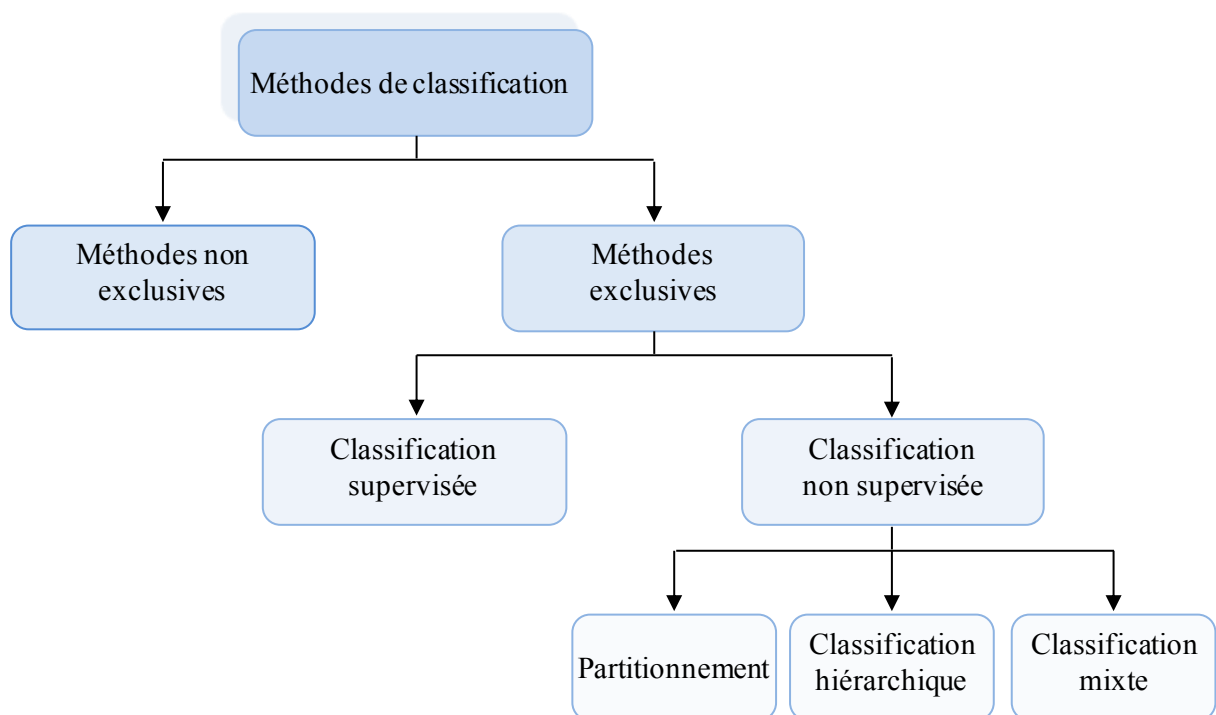 Méthodes de classification
Méthodes non
exclusives
Méthodes
exclusives
Classification
supervisée
Classification
non supervisée
Partitionnement
Classification
hiérarchique
Classification
mixte